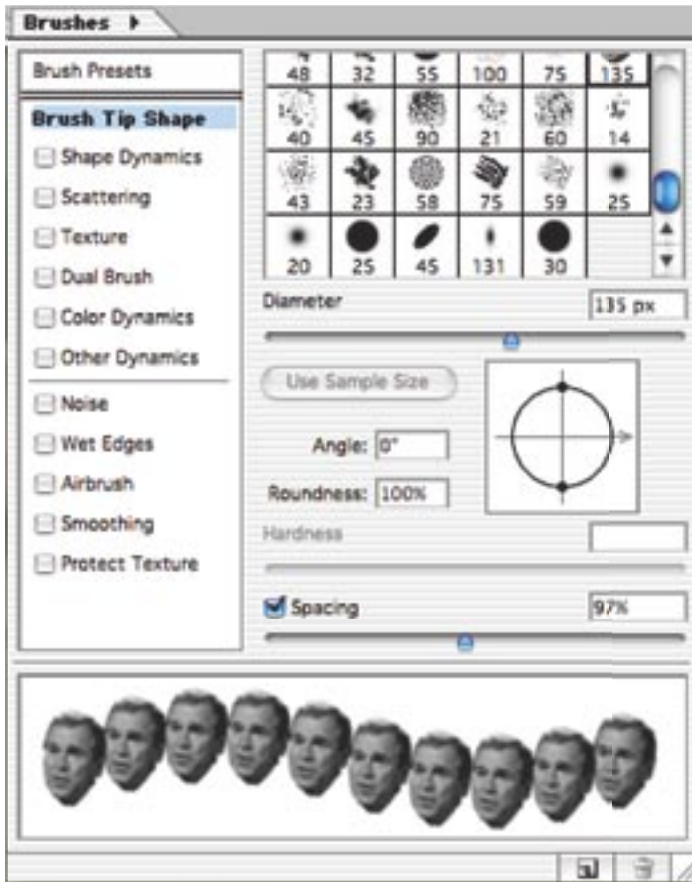 Brushes
Brush Presets
Brush Tip Shape
Shape Dynamics
Scattering
Texture
Dual Brush
Color Dynamics
Other Dynamics
Noise
Wet Edges
Airbrush
Smoothing
Protect Texture
48 32 55 100 75 135
40 45 90 21 60 14
43 23 58 75 59 25
20 25 45 131 30
Diameter 135 px
Use Sample Size
Angle: 0°
Roundness: 100%
Hardness
Spacing 97%